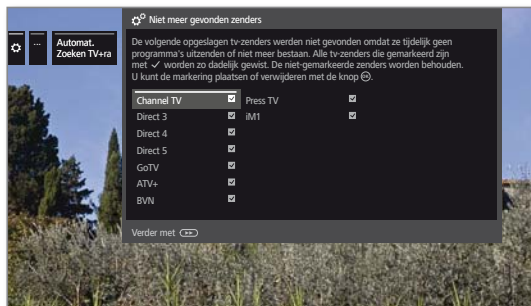 Niet meer gevonden zenders
...
Automat.
Zoeken TV+ra
De volgende opgeslagen tv-zenders werden niet gevonden omdat ze tijdelijk geen
programma's uitzenden of niet meer bestaan. Alle tv-zenders die gemarkeerd zijn
met ✓ worden zo dadelijk gewist. De niet-gemarkeerde zenders worden behouden.
U kunt de markering plaatsen of verwijderen met de knop OK.
Channel TV
Press TV
Direct 3
iM1
Direct 4
Direct 5
GoTV
ATV+
BVN
Verder met